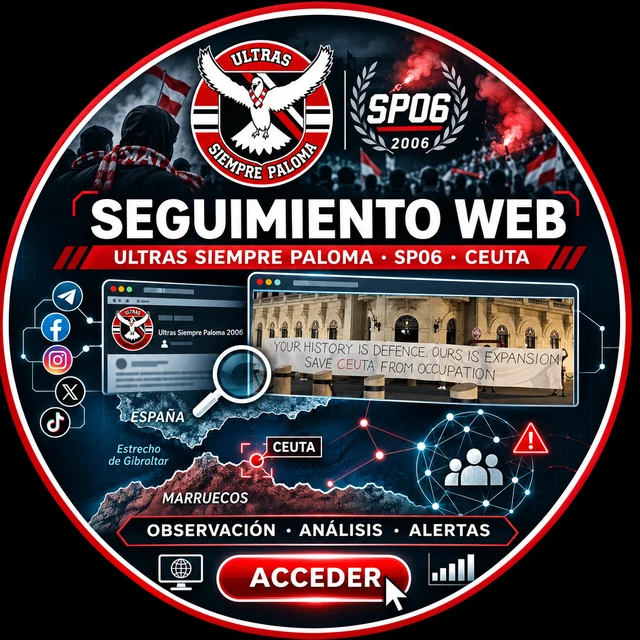 ULTRAS
SIEMPRE PALOMA
SP06
2006
SEGUIMIENTO WEB
ULTRAS SIEMPRE PALOMA · SP06 · CEUTA
ULTRAS
Ultras Siempre Paloma 2006
YOUR HISTORY IS DEFENCE. OURS IS EXPANSION
SAVE CEUTA FROM OCCUPATION
ESPAÑA
Estrecho
de Gibraltar
CEUTA
MARRUECOS
OBSERVACIÓN · ANÁLISIS · ALERTAS
ACCEDER